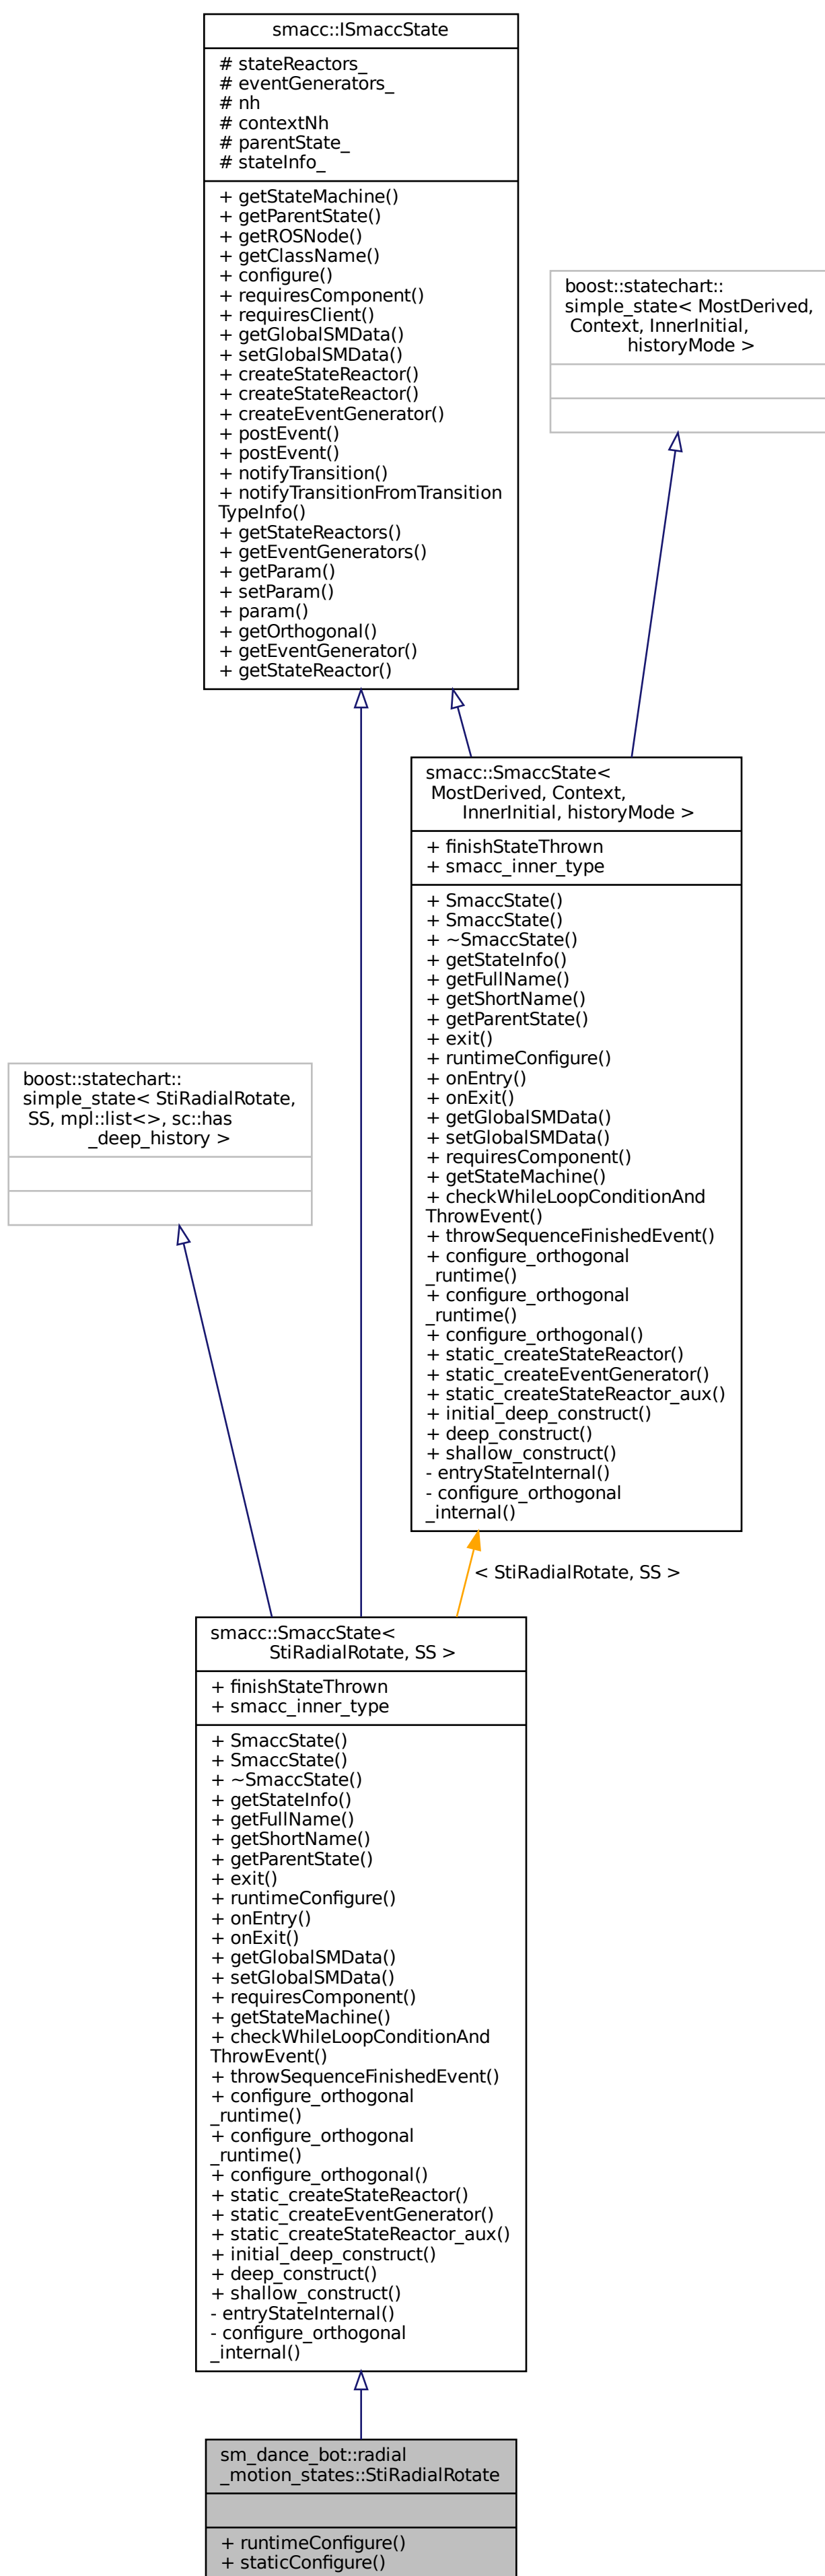 smacc::ISmaccState
# stateReactors_
# eventGenerators_
# nh
# contextNh
# parentState_
# stateInfo_
+ getStateMachine()
+ getParentState()
+ getROSNode()
+ getClassName()
+ configure()
+ requiresComponent()
+ requiresClient()
+ getGlobalSMData()
+ setGlobalSMData()
+ createStateReactor()
+ createStateReactor()
+ createEventGenerator()
+ postEvent()
+ postEvent()
+ notifyTransition()
+ notifyTransitionFromTransition
TypeInfo()
+ getStateReactors()
+ getEventGenerators()
+ getParam()
+ setParam()
+ param()
+ getOrthogonal()
+ getEventGenerator()
+ getStateReactor()
boost::statechart::
simple_state< MostDerived,
Context, InnerInitial,
historyMode >
smacc::SmaccState<
MostDerived, Context,
InnerInitial, historyMode >
+ finishStateThrown
+ smacc_inner_type
+ SmaccState()
+ SmaccState()
+ ~SmaccState()
+ getStateInfo()
+ getFullName()
+ getShortName()
+ getParentState()
+ exit()
+ runtimeConfigure()
+ onEntry()
+ onExit()
+ getGlobalSMData()
+ setGlobalSMData()
+ requiresComponent()
+ getStateMachine()
+ checkWhileLoopConditionAnd
ThrowEvent()
+ throwSequenceFinishedEvent()
+ configure_orthogonal
_runtime()
+ configure_orthogonal
_runtime()
+ configure_orthogonal()
+ static_createStateReactor()
+ static_createEventGenerator()
+ static_createStateReactor_aux()
+ initial_deep_construct()
+ deep_construct()
+ shallow_construct()
- entryStateInternal()
- configure_orthogonal
_internal()
boost::statechart::
simple_state< StiRadialRotate,
SS, mpl::list<>, sc::has
_deep_history >
< StiRadialRotate, SS >
smacc::SmaccState<
StiRadialRotate, SS >
+ finishStateThrown
+ smacc_inner_type
+ SmaccState()
+ SmaccState()
+ ~SmaccState()
+ getStateInfo()
+ getFullName()
+ getShortName()
+ getParentState()
+ exit()
+ runtimeConfigure()
+ onEntry()
+ onExit()
+ getGlobalSMData()
+ setGlobalSMData()
+ requiresComponent()
+ getStateMachine()
+ checkWhileLoopConditionAnd
ThrowEvent()
+ throwSequenceFinishedEvent()
+ configure_orthogonal
_runtime()
+ configure_orthogonal
_runtime()
+ configure_orthogonal()
+ static_createStateReactor()
+ static_createEventGenerator()
+ static_createStateReactor_aux()
+ initial_deep_construct()
+ deep_construct()
+ shallow_construct()
- entryStateInternal()
- configure_orthogonal
_internal()
sm_dance_bot::radial
_motion_states::StiRadialRotate
+ runtimeConfigure()
+ staticConfigure()